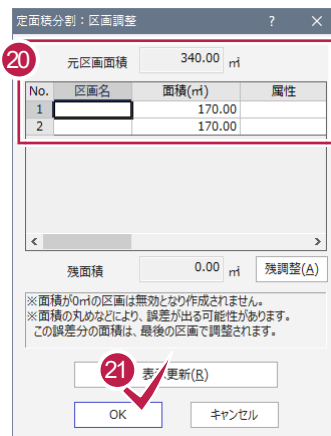 定面積分割：区画調整 ? ×
20
元区画面積 340.00 ㎡
No. 区画名 面積(㎡) 属性
1 170.00
2 170.00
< >
残面積 0.00 ㎡ 残調整(A)
※面積が0㎡の区画は無効となり作成されません。
※面積の丸めなどにより、誤差が出る可能性があります。
この誤差分の面積は、最後の区画で調整されます。
21 表示更新(R)
OK キャンセル